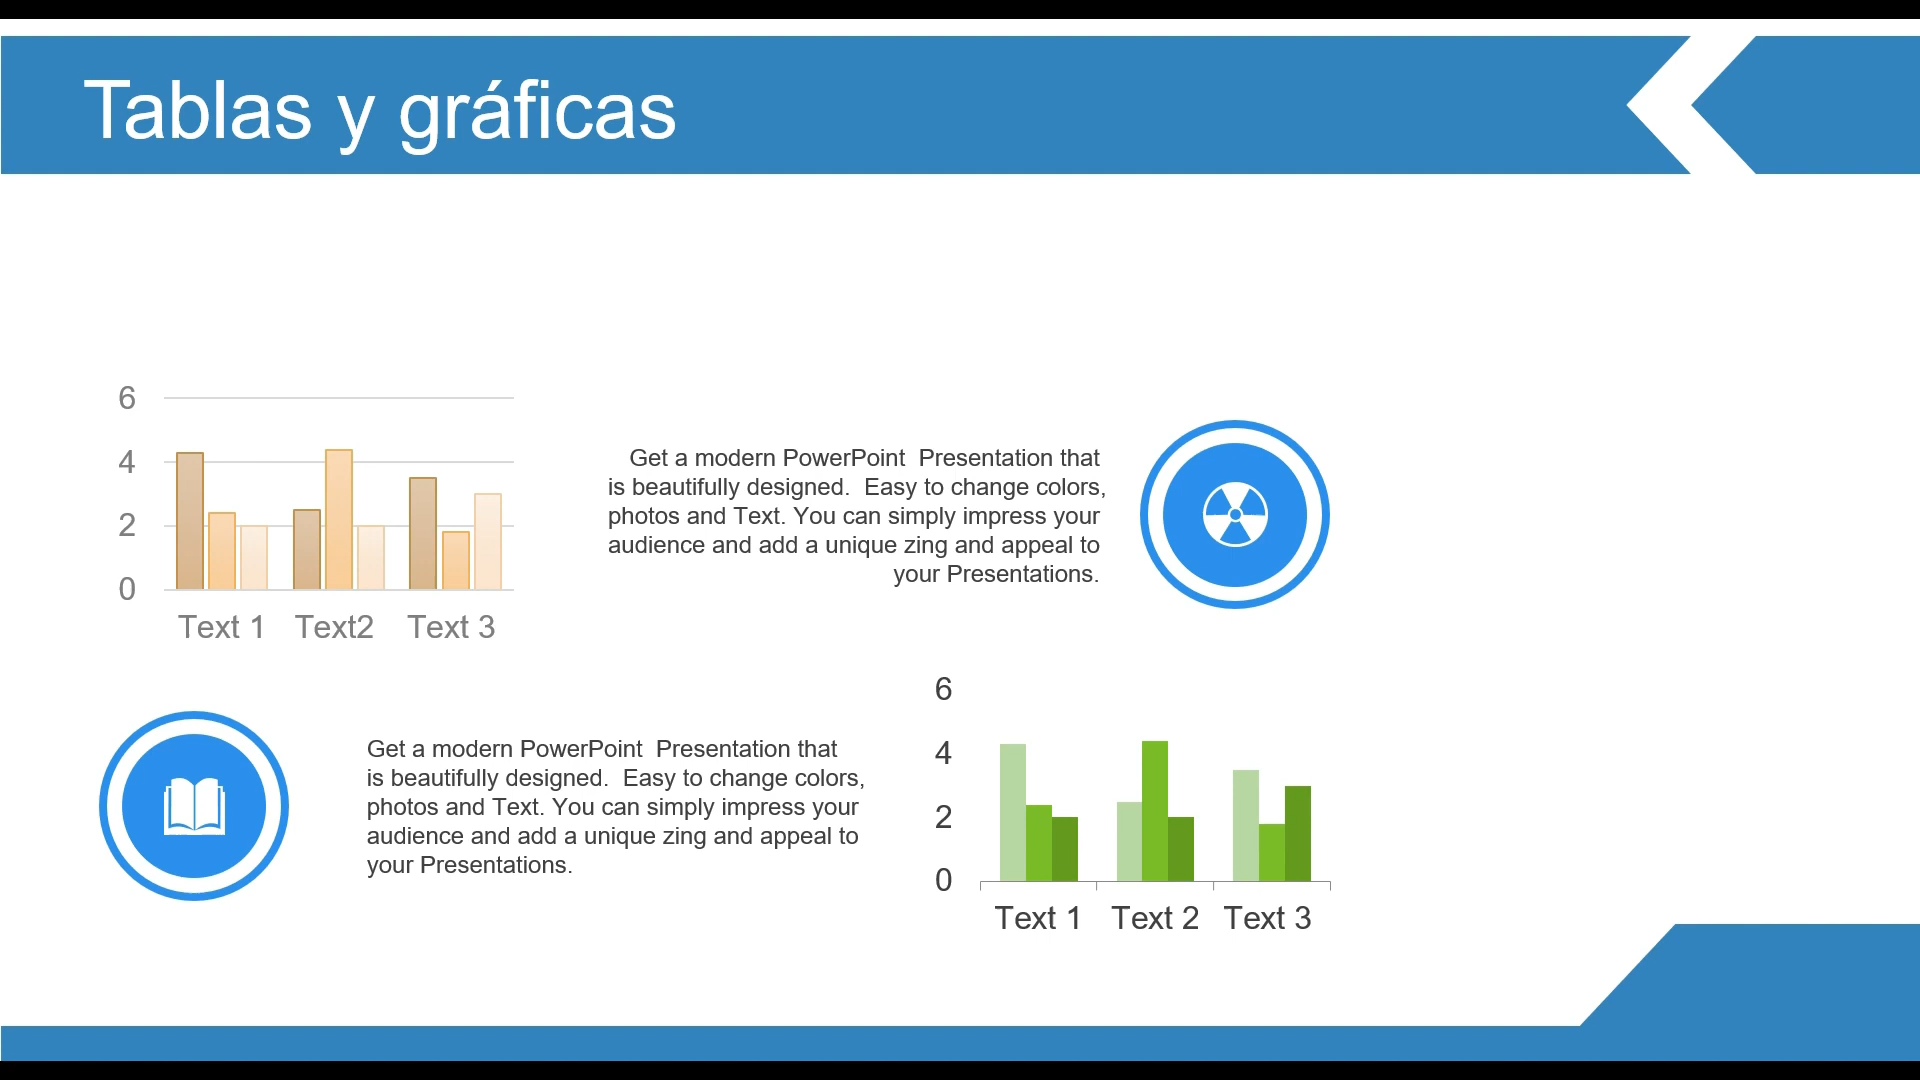 Tablas y gráficas
6
4
2
0
Text 1 Text2 Text 3
Get a modern PowerPoint  Presentation that
is beautifully designed.  Easy to change colors,
photos and Text. You can simply impress your
audience and add a unique zing and appeal to
your Presentations.
Get a modern PowerPoint  Presentation that
is beautifully designed.  Easy to change colors,
photos and Text. You can simply impress your
audience and add a unique zing and appeal to
your Presentations.
6
4
2
0
Text 1 Text 2 Text 3